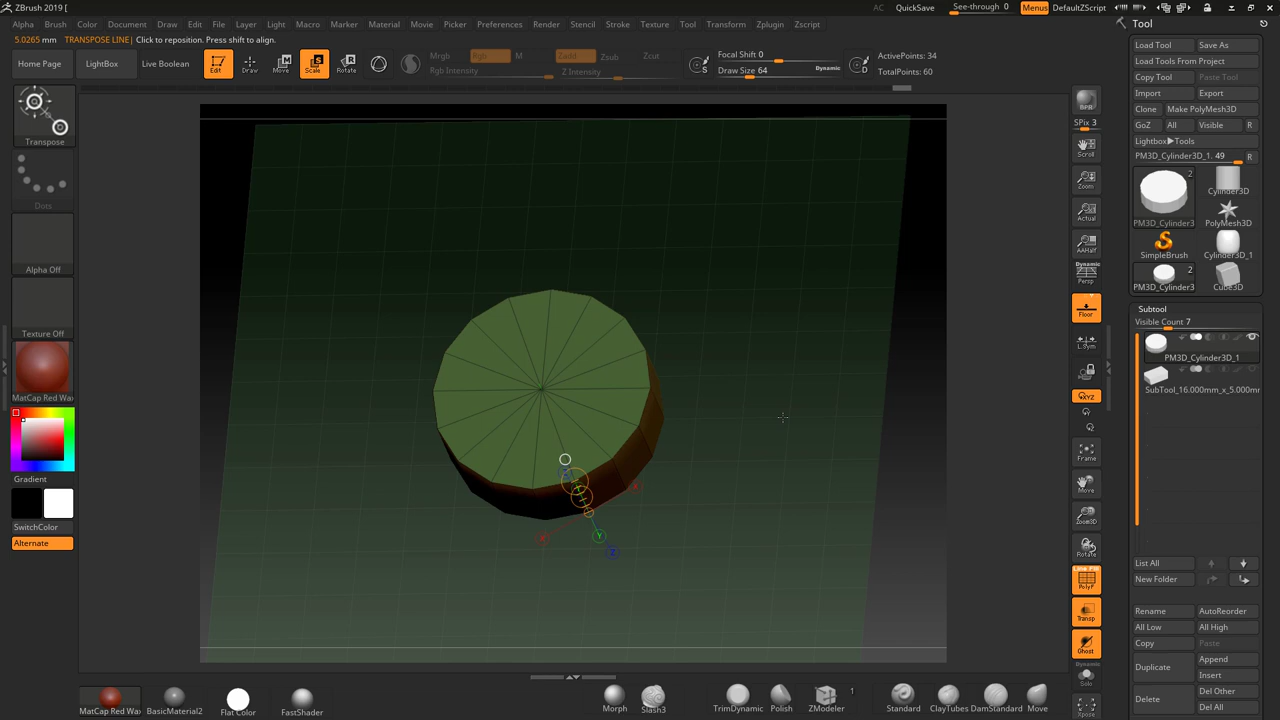 ZBrush 2019 [
AC QuickSave See-through 0 Menus DefaultZScript
Alpha Brush Color Document Draw Edit File Layer Light Macro Marker Material Movie Picker Preferences Render Stencil Stroke Texture Tool Transform Zplugin Zscript
5.0265 mm TRANSPOSE LINE| Click to reposition. Press shift to align.
Home Page LightBox Live Boolean Edit Draw Move Scale Rotate
Mrgb Rgb M Zadd Zsub Zcut
Rgb Intensity Z Intensity
Focal Shift 0
Draw Size 64 Dynamic
S D
ActivePoints: 34
TotalPoints: 60
Transpose
Dots
Alpha Off
Texture Off
MatCap Red Wax
Gradient
SwitchColor
Alternate
X
X
Y
Z
BPR
SPix 3
Scroll
Zoom
Actual
AAHalf
Dynamic
Persp
Floor
L.Sym
XYZ
Frame
Move
Zoom3D
Rotate
Line Fill
PolyF
Transp
Ghost
Dynamic
Solo
Xpose
Tool
Load Tool Save As
Load Tools From Project
Copy Tool Paste Tool
Import Export
Clone Make PolyMesh3D
GoZ All Visible R
Lightbox▶Tools
PM3D_Cylinder3D_1. 49 R
2
PM3D_Cylinder3 Cylinder3D
PolyMesh3D
SimpleBrush Cylinder3D_1
2
PM3D_Cylinder3 Cube3D
Subtool
Visible Count 7
PM3D_Cylinder3D_1
SubTool_16.000mm_x_5.000mm
List All
New Folder
Rename AutoReorder
All Low All High
Copy Paste
Duplicate Append
Insert
Delete Del Other
Del All
MatCap Red Wax BasicMaterial2 Flat Color FastShader Morph Slash3 TrimDynamic Polish ZModeler 1 Standard ClayTubes DamStandard Move